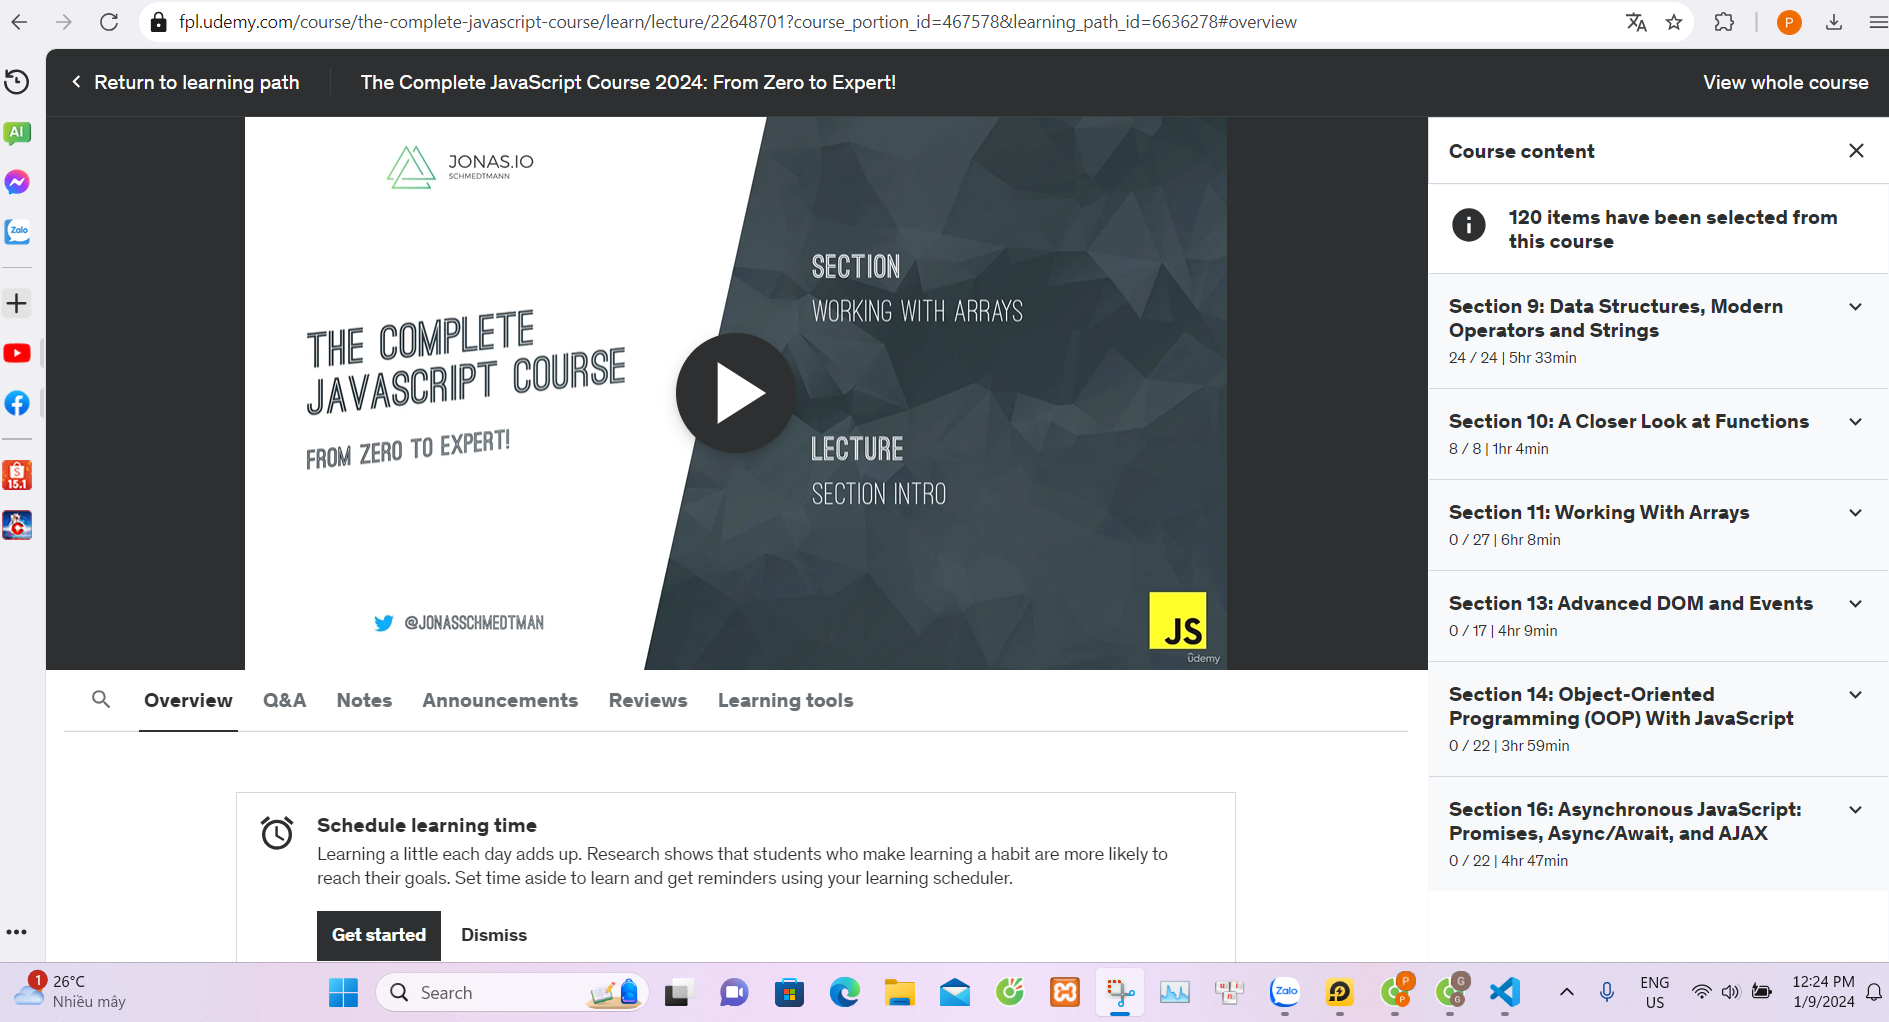 fpl.udemy.com/course/the-complete-javascript-course/learn/lecture/22648701?course_portion_id=467578&learning_path_id=6636278#overview
P
Return to learning path
The Complete JavaScript Course 2024: From Zero to Expert!
View whole course
AI
Zalo
15.1
JONAS.IO
SCHMEDTMANN
THE COMPLETE
JAVASCRIPT COURSE
FROM ZERO TO EXPERT!
@JONASSCHMEDTMAN
SECTION
WORKING WITH ARRAYS
LECTURE
SECTION INTRO
JS
ûdemy
Course content
120 items have been selected from
this course
Section 9: Data Structures, Modern
Operators and Strings
24 / 24 | 5hr 33min
Section 10: A Closer Look at Functions
8 / 8 | 1hr 4min
Section 11: Working With Arrays
0 / 27 | 6hr 8min
Section 13: Advanced DOM and Events
0 / 17 | 4hr 9min
Section 14: Object-Oriented
Programming (OOP) With JavaScript
0 / 22 | 3hr 59min
Section 16: Asynchronous JavaScript:
Promises, Async/Await, and AJAX
0 / 22 | 4hr 47min
Overview
Q&A
Notes
Announcements
Reviews
Learning tools
Schedule learning time
Learning a little each day adds up. Research shows that students who make learning a habit are more likely to
reach their goals. Set time aside to learn and get reminders using your learning scheduler.
Get started
Dismiss
1
26°C
Nhiều mây
Search
Zalo
P
P
G
G
ENG
US
12:24 PM
1/9/2024